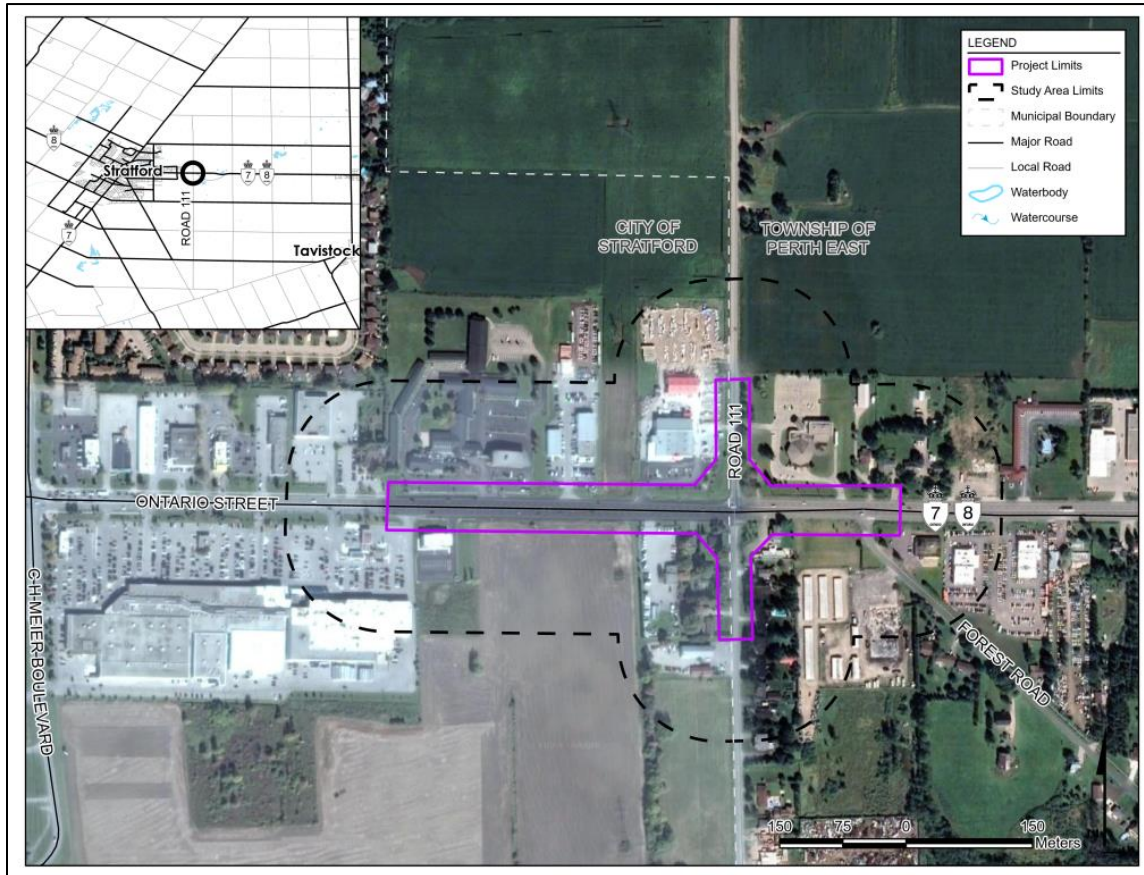 8
Stratford
7 8
ROAD 111
7
Tavistock
LEGEND
Project Limits
Study Area Limits
Municipal Boundary
Major Road
Local Road
Waterbody
Watercourse
CITY OF
STRATFORD
TOWNSHIP OF
PERTH EAST
ROAD 111
ONTARIO STREET
7 8
C H MEIER BOULEVARD
FOREST ROAD
150 75 0 150
Meters